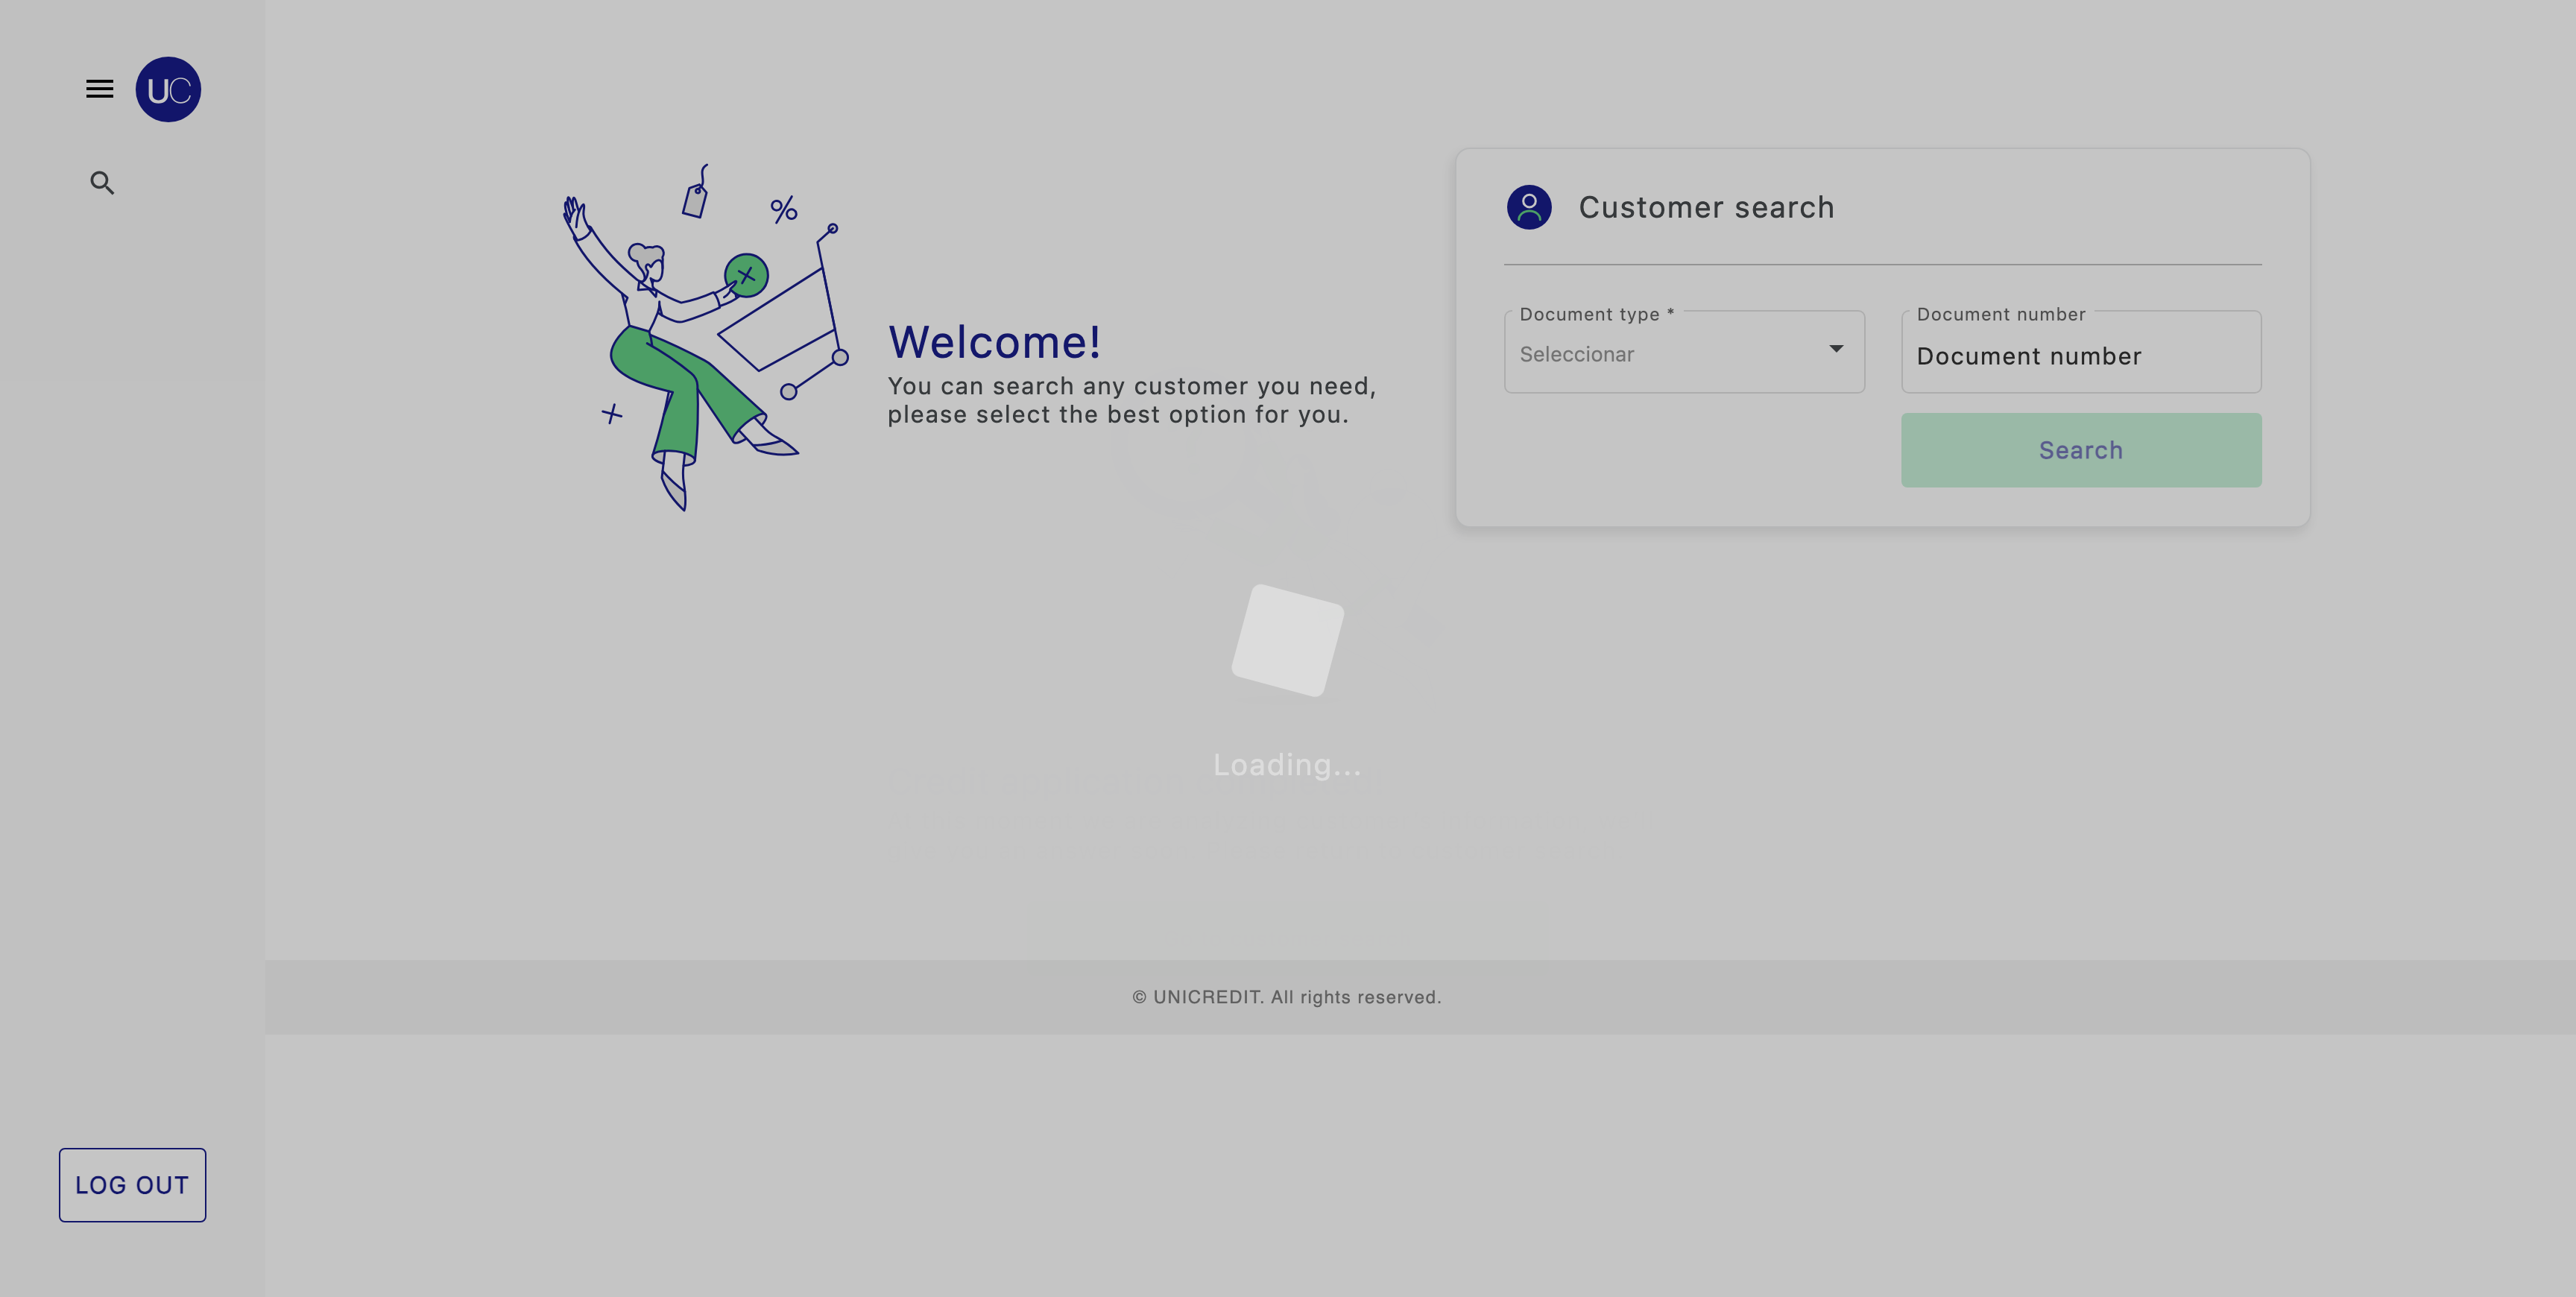 UC
Welcome!
You can search any customer you need,
please select the best option for you.
Customer search
Document type *
Seleccionar
Document number
Document number
Search
Loading...
© UNICREDIT. All rights reserved.
LOG OUT